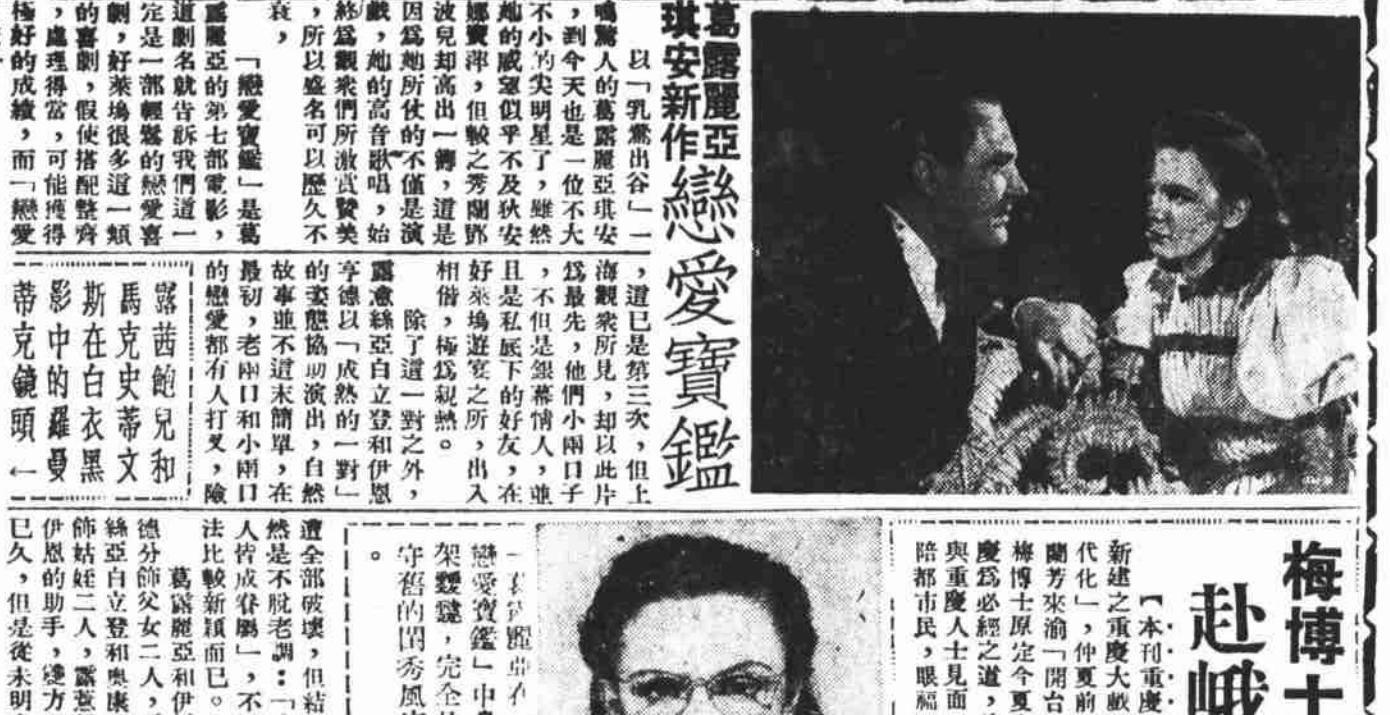 葛露麗亞
琪安新作
戀愛寶鑑
以「乳鶯出谷」一
鳴驚人的葛露麗亞琪安
,到今天也是一位不大
不小的尖明星了,雖然
她的威望似乎不及狄安
娜竇萍,但較之秀蘭鄧
波兒却高出一籌,這是
因為她所仗的不僅是演
戲,她的高音歌唱,始
終為觀衆們所激賞贊美
,所以盛名可以歷久不
衰,
「戀愛寶鑑」是葛
露麗亞的第七部電影,
這劇名就告訴我們這一
定是一部輕鬆的戀愛喜
劇,好萊塢很多這一類
的喜劇,假使搭配整齊
,處理得當,可能獲得
極好的成績,而「戀愛
,這已是第三次,但上
海觀衆所見,却以此片
為最先,他們小兩口子
,不但是銀幕情人,並
且是私底下的好友,在
好萊塢遊宴之所,出入
相偕,極為親熱。
除了這一對之外,
露意絲亞白立登和伊恩
亨德以「成熟的一對」
的姿態協助演出,自然
故事並不這末簡單,在
最初,老兩口和小兩口
的戀愛都有人打叉,險
露茜飽兒和
馬克史蒂文
斯在白衣黑
影中的羅曼
蒂克鏡頭←
遭全部破壞,但結
然是不脫老調:「
人皆成眷屬」,不
法比較新穎而已。
葛露麗亞和伊
德分飾父女二人,
絲亞白立登和奧康
飾姑姪二人,露意
伊恩的助手,
已久,但是從未明
戀愛寶鑑」中
架靉靆,完全
守舊的閨秀風
。
梅博士
赴峨
【本刊重慶
新建之重慶大戲
代化」,仲夏前
蘭芳來渝「開台
梅博士原定今夏
慶為必經之道,
與重慶人士見面
陪都市民,眼福